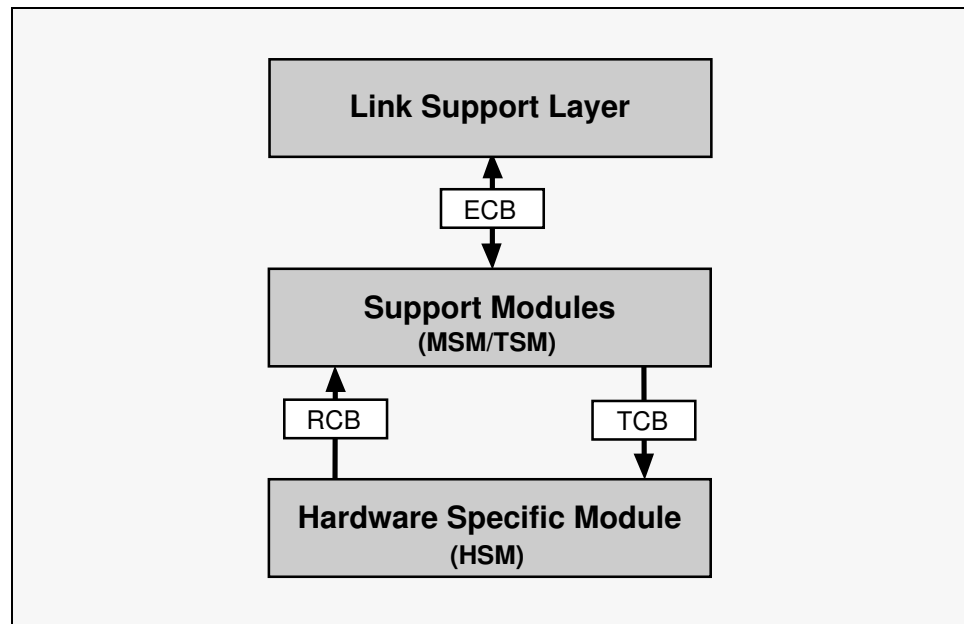 Link Support Layer
ECB
Support Modules
(MSM/TSM)
RCB
TCB
Hardware Specific Module
(HSM)